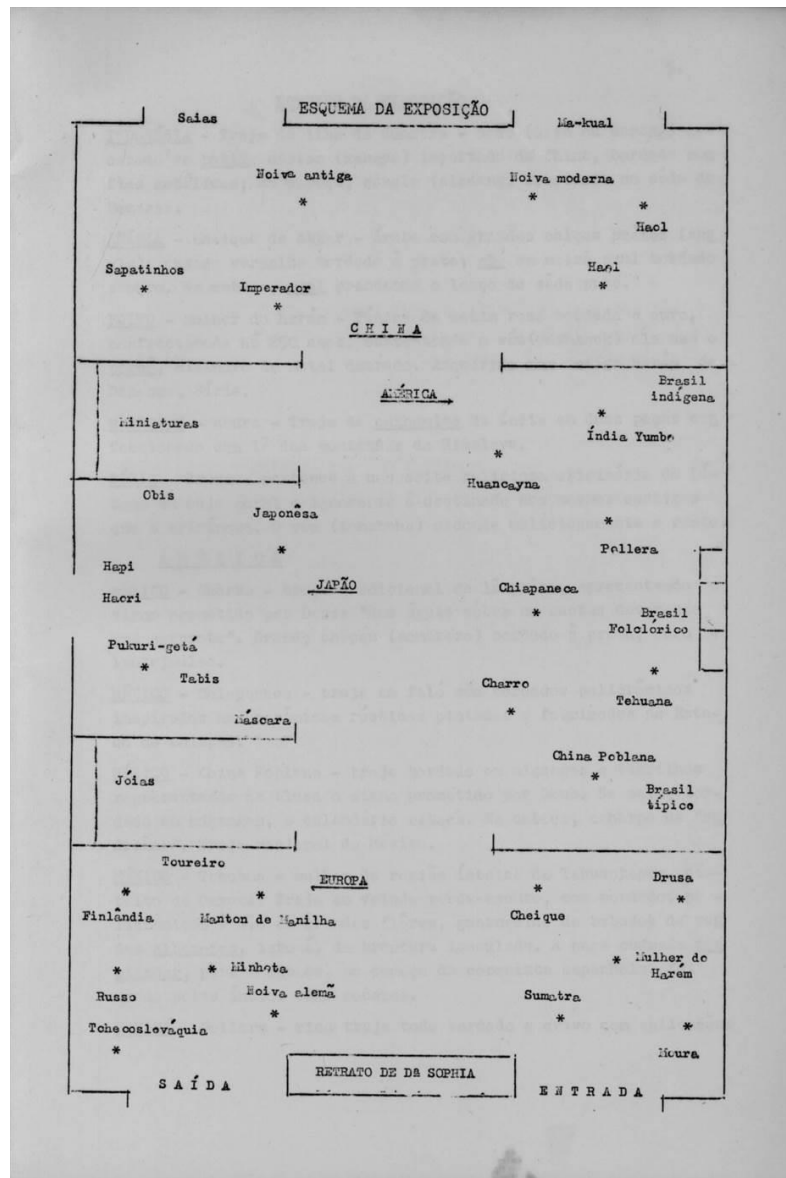 ESQUEMA DA EXPOSIÇÃO
Saias
Ma-kual
Noiva antiga
Noiva moderna
Haol
Sapatinhos
Imperador
Haol
CHINA
AMÉRICA
Brasil
indígena
Miniaturas
Índia Yumbo
Huancayna
Obis
Japonêsa
Pollera
Hapi
Haori
JAPÃO
Chiapaneca
Brasil
Folclórico
Pukuri-getá
Tabis
Charro
Tehuana
Máscara
China Poblana
Jóias
Brasil
típico
Toureiro
EUROPA
Drusa
Finlândia
Manton de Manilha
Cheique
Minhota
Mulher do
Harém
Russo
Noiva alemã
Sumatra
Tchecoslováquia
Moura
SAÍDA
RETRATO DE Dª SOPHIA
ENTRADA